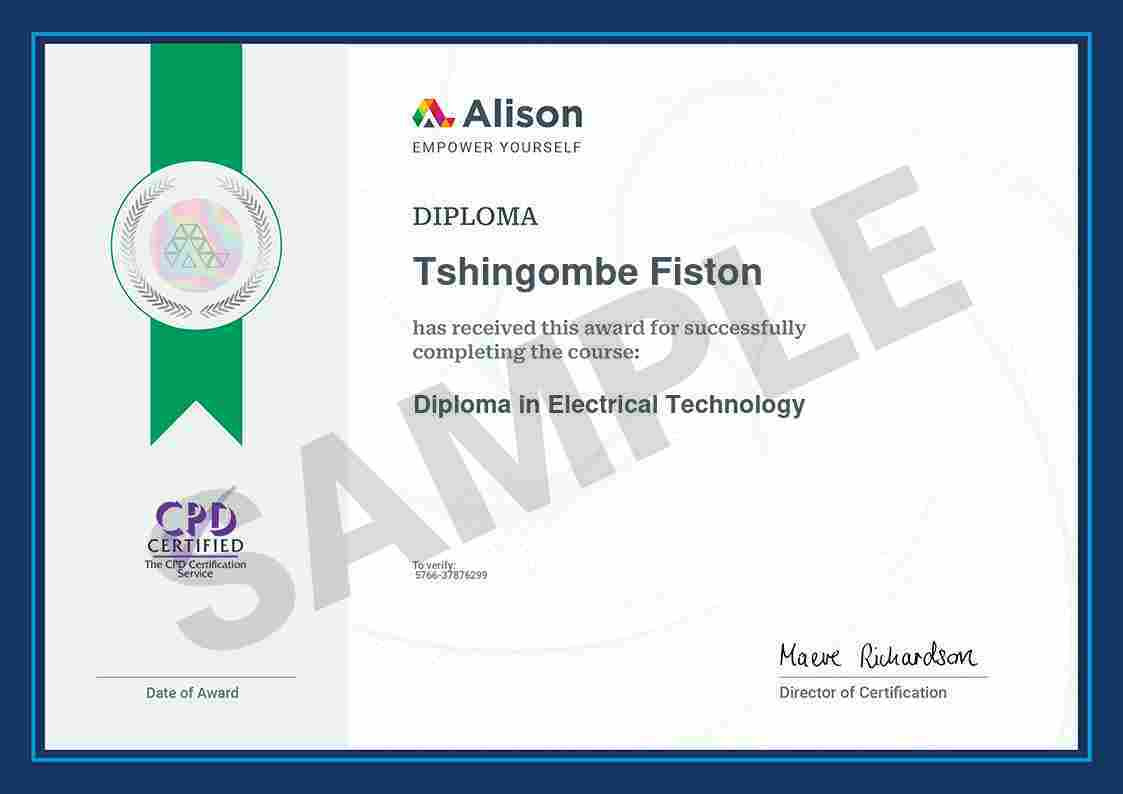 Alison
EMPOWER YOURSELF
DIPLOMA
Tshingombe Fiston
has received this award for successfully
completing the course:
Diploma in Electrical Technology
SAMPLE
CPD
CERTIFIED
The CPD Certification
Service
To verify:
5766-37876299
Maeve Richardson
Date of Award
Director of Certification